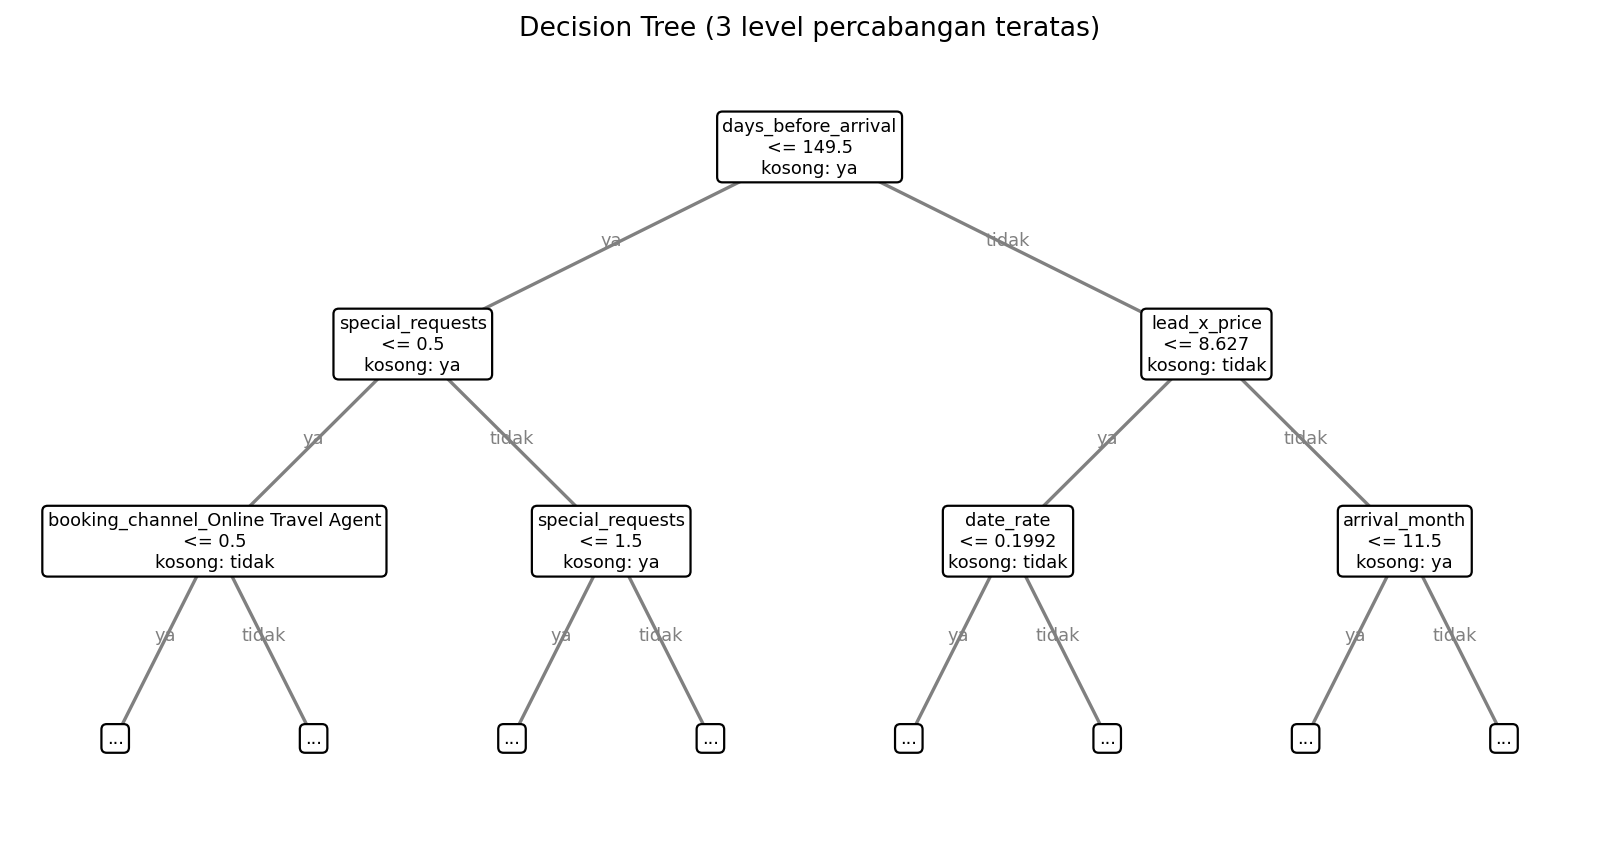 Decision Tree (3 level percabangan teratas)
days_before_arrival
<= 149.5
kosong: ya
ya
tidak
special_requests
<= 0.5
kosong: ya
lead_x_price
<= 8.627
kosong: tidak
ya
tidak
ya
tidak
booking_channel_Online Travel Agent
<= 0.5
kosong: tidak
special_requests
<= 1.5
kosong: ya
date_rate
<= 0.1992
kosong: tidak
arrival_month
<= 11.5
kosong: ya
ya
tidak
ya
tidak
ya
tidak
ya
tidak
...
...
...
...
...
...
...
...